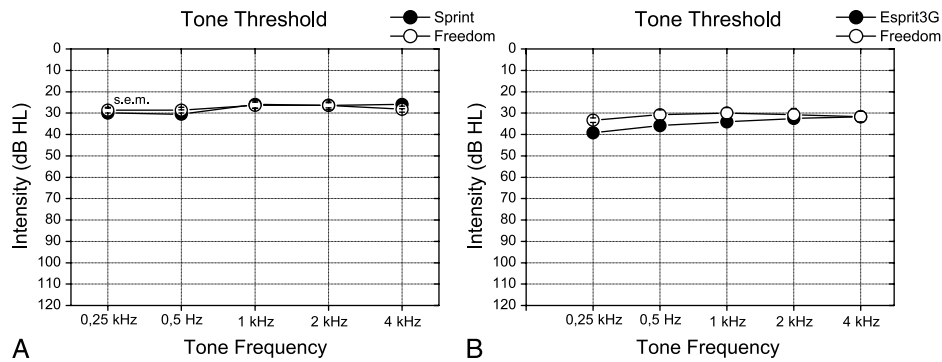 Tone Threshold
Sprint
Freedom
0
10
20
30
40
50
60
70
80
90
100
110
120
Intensity (dB HL)
s.e.m.
0,25 kHz 0,5 Hz 1 kHz 2 kHz 4 kHz
Tone Frequency
A
Tone Threshold
Esprit3G
Freedom
0
10
20
30
40
50
60
70
80
90
100
110
120
Intensity (dB HL)
0,25 kHz 0,5 Hz 1 kHz 2 kHz 4 kHz
Tone Frequency
B